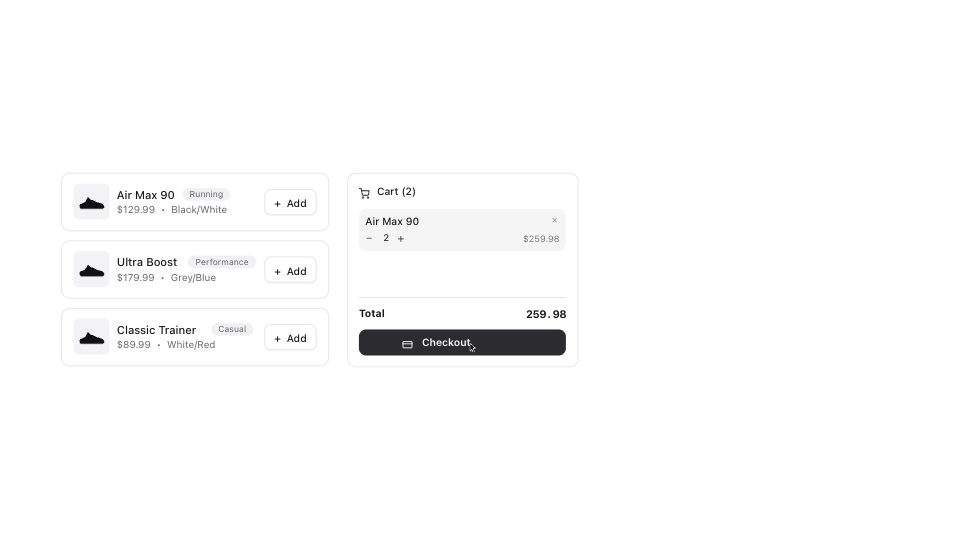 Air Max 90 Running
$129.99 • Black/White
+ Add
Ultra Boost Performance
$179.99 • Grey/Blue
+ Add
Classic Trainer Casual
$89.99 • White/Red
+ Add
Cart (2)
Air Max 90 ×
− 2 + $259.98
Total 259.98
Checkout